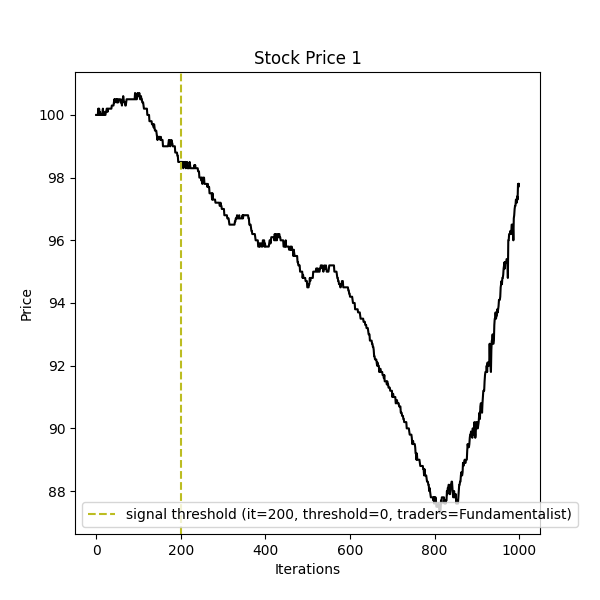 Stock Price 1
Price
100
98
96
94
92
90
88
signal threshold (it=200, threshold=0, traders=Fundamentalist)
0 200 400 600 800 1000
Iterations